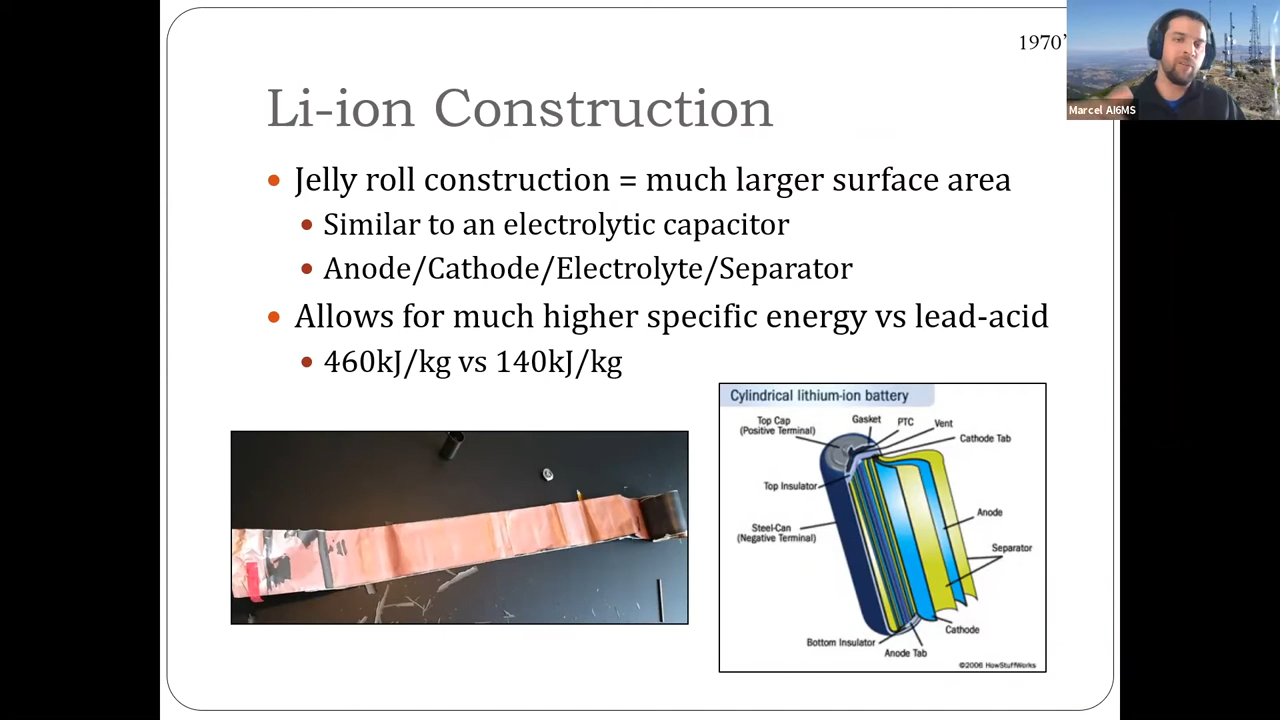 1970'
Marcel AI6MS
Li-ion Construction
Jelly roll construction = much larger surface area
Similar to an electrolytic capacitor
Anode/Cathode/Electrolyte/Separator
Allows for much higher specific energy vs lead-acid
460kJ/kg vs 140kJ/kg
Cylindrical lithium-ion battery
Top Cap
(Positive Terminal)
Gasket
PTC
Vent
Cathode Tab
Top Insulator
Anode
Steel-Can
(Negative Terminal)
Separator
Cathode
Bottom Insulator
Anode Tab
©2006 HowStuffWorks